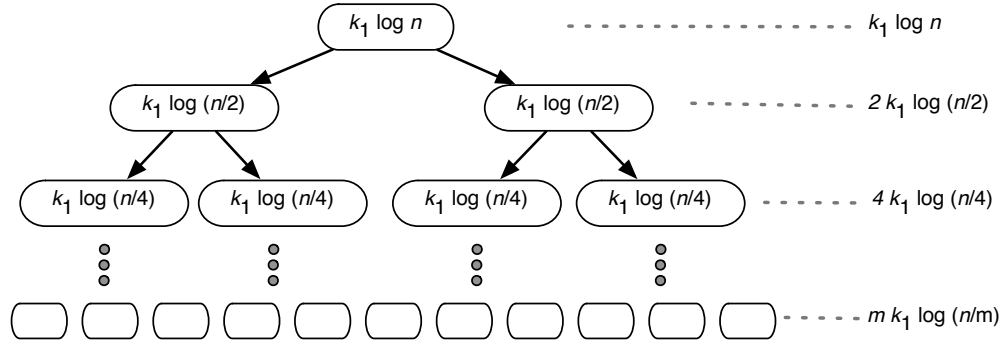 k₁ log n k₁ log n
k₁ log (n/2) k₁ log (n/2) 2 k₁ log (n/2)
k₁ log (n/4) k₁ log (n/4) k₁ log (n/4) k₁ log (n/4) 4 k₁ log (n/4)
m k₁ log (n/m)